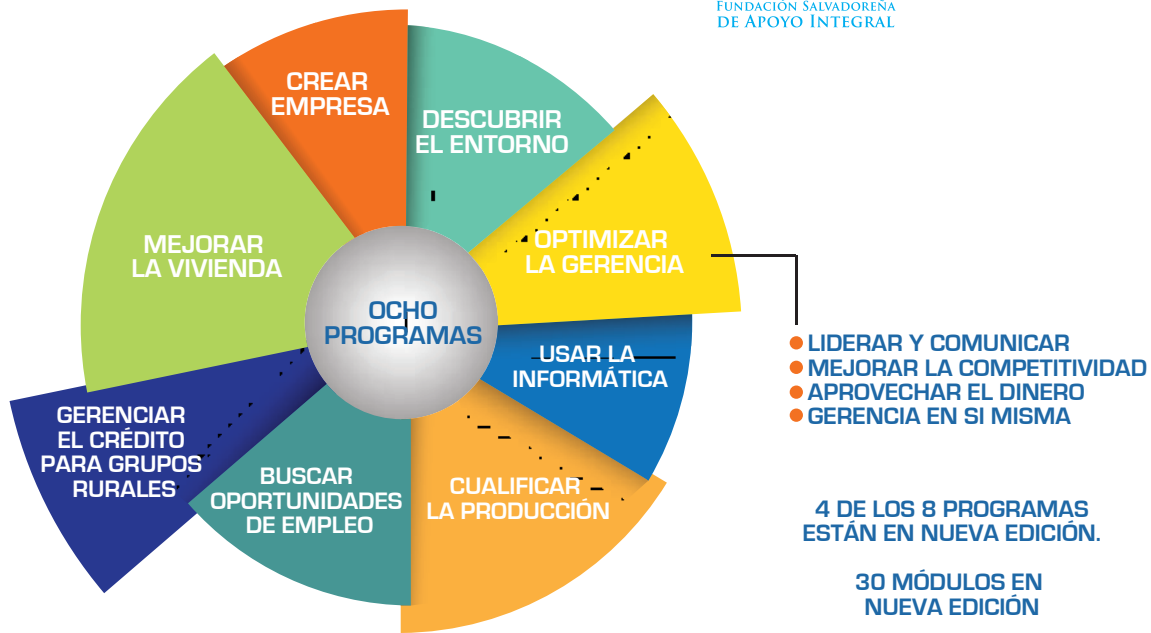 FUNDACIÓN SALVADOREÑA
DE APOYO INTEGRAL
CREAR
EMPRESA
DESCUBRIR
EL ENTORNO
OPTIMIZAR
LA GERENCIA
MEJORAR
LA VIVIENDA
OCHO
PROGRAMAS
USAR LA
INFORMÁTICA
LIDERAR Y COMUNICAR
MEJORAR LA COMPETITIVIDAD
APROVECHAR EL DINERO
GERENCIA EN SI MISMA
GERENCIAR
EL CRÉDITO
PARA GRUPOS
RURALES
BUSCAR
OPORTUNIDADES
DE EMPLEO
CUALIFICAR
LA PRODUCCIÓN
4 DE LOS 8 PROGRAMAS
ESTÁN EN NUEVA EDICIÓN.
30 MÓDULOS EN
NUEVA EDICIÓN